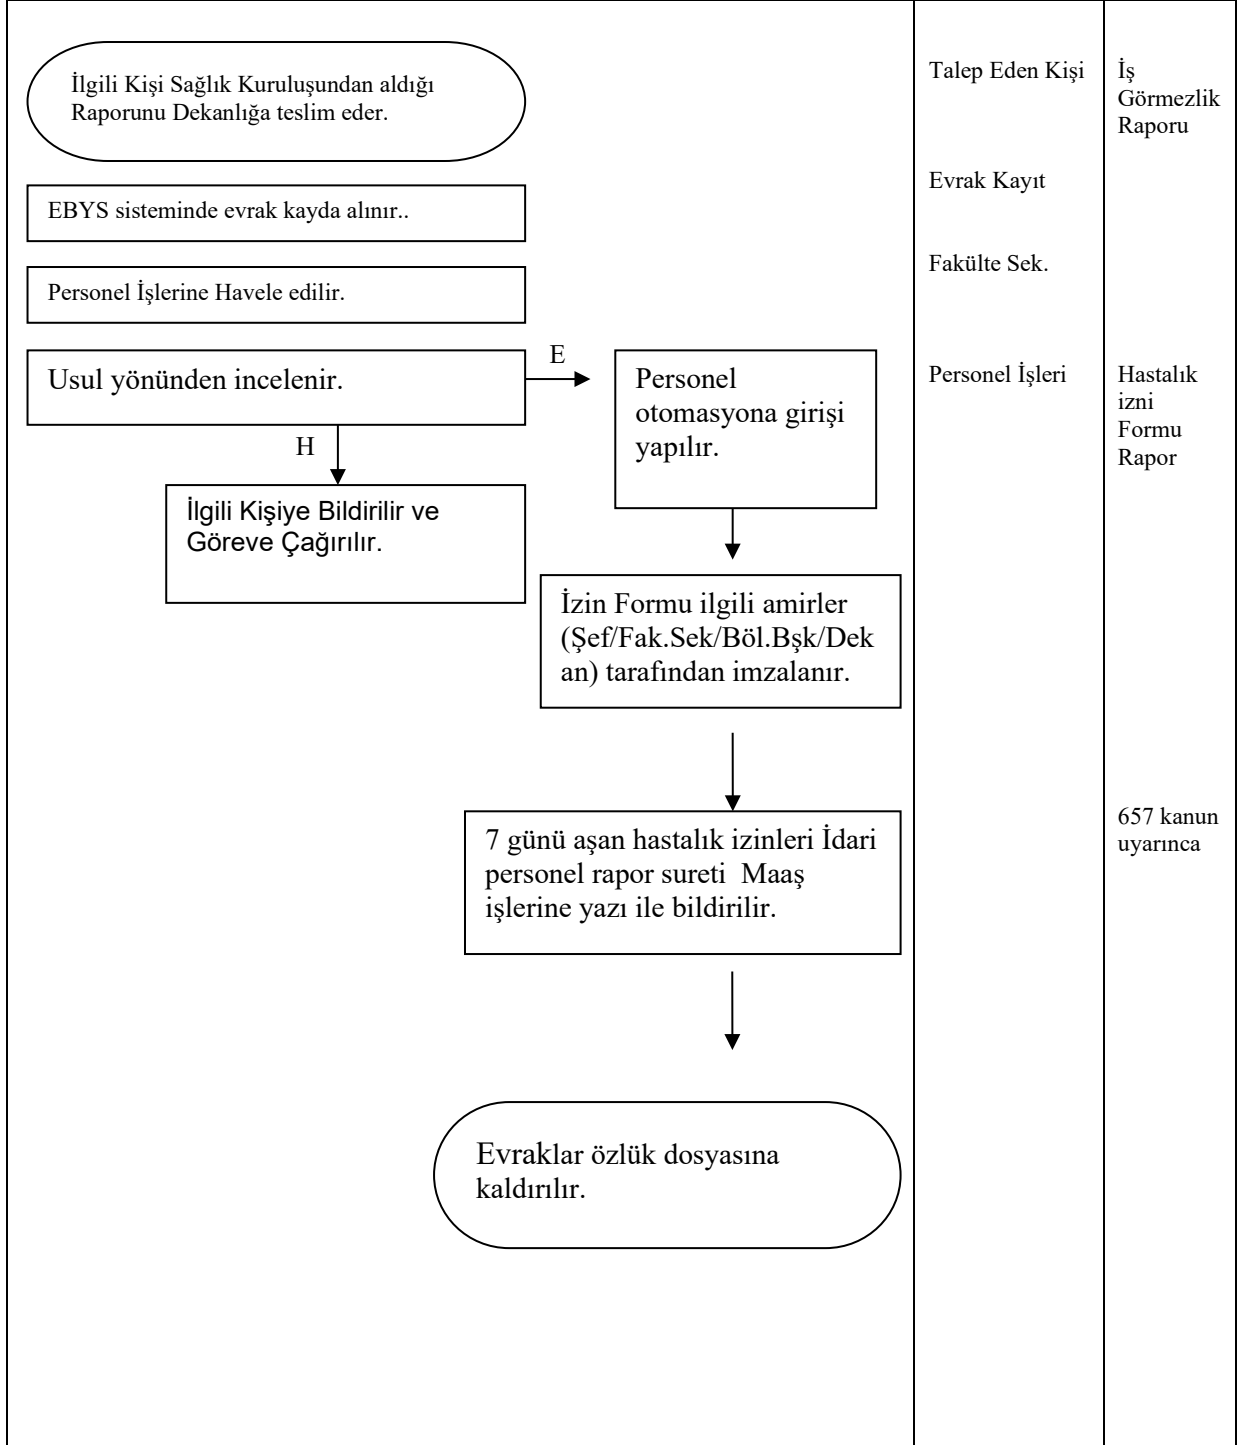 İlgili Kişi Sağlık Kuruluşundan aldığı
Raporunu Dekanlığa teslim eder.
Talep Eden Kişi
İş
Görmezlik
Raporu
EBYS sisteminde evrak kayda alınır..
Evrak Kayıt
Personel İşlerine Havele edilir.
Fakülte Sek.
Usul yönünden incelenir.
E
Personel
otomasyona girişi
yapılır.
Personel İşleri
Hastalık
izni
Formu
Rapor
H
İlgili Kişiye Bildirilir ve
Göreve Çağırılır.
İzin Formu ilgili amirler
(Şef/Fak.Sek/Böl.Bşk/Dek
an) tarafından imzalanır.
7 günü aşan hastalık izinleri İdari
personel rapor sureti  Maaş
işlerine yazı ile bildirilir.
657 kanun
uyarınca
Evraklar özlük dosyasına
kaldırılır.